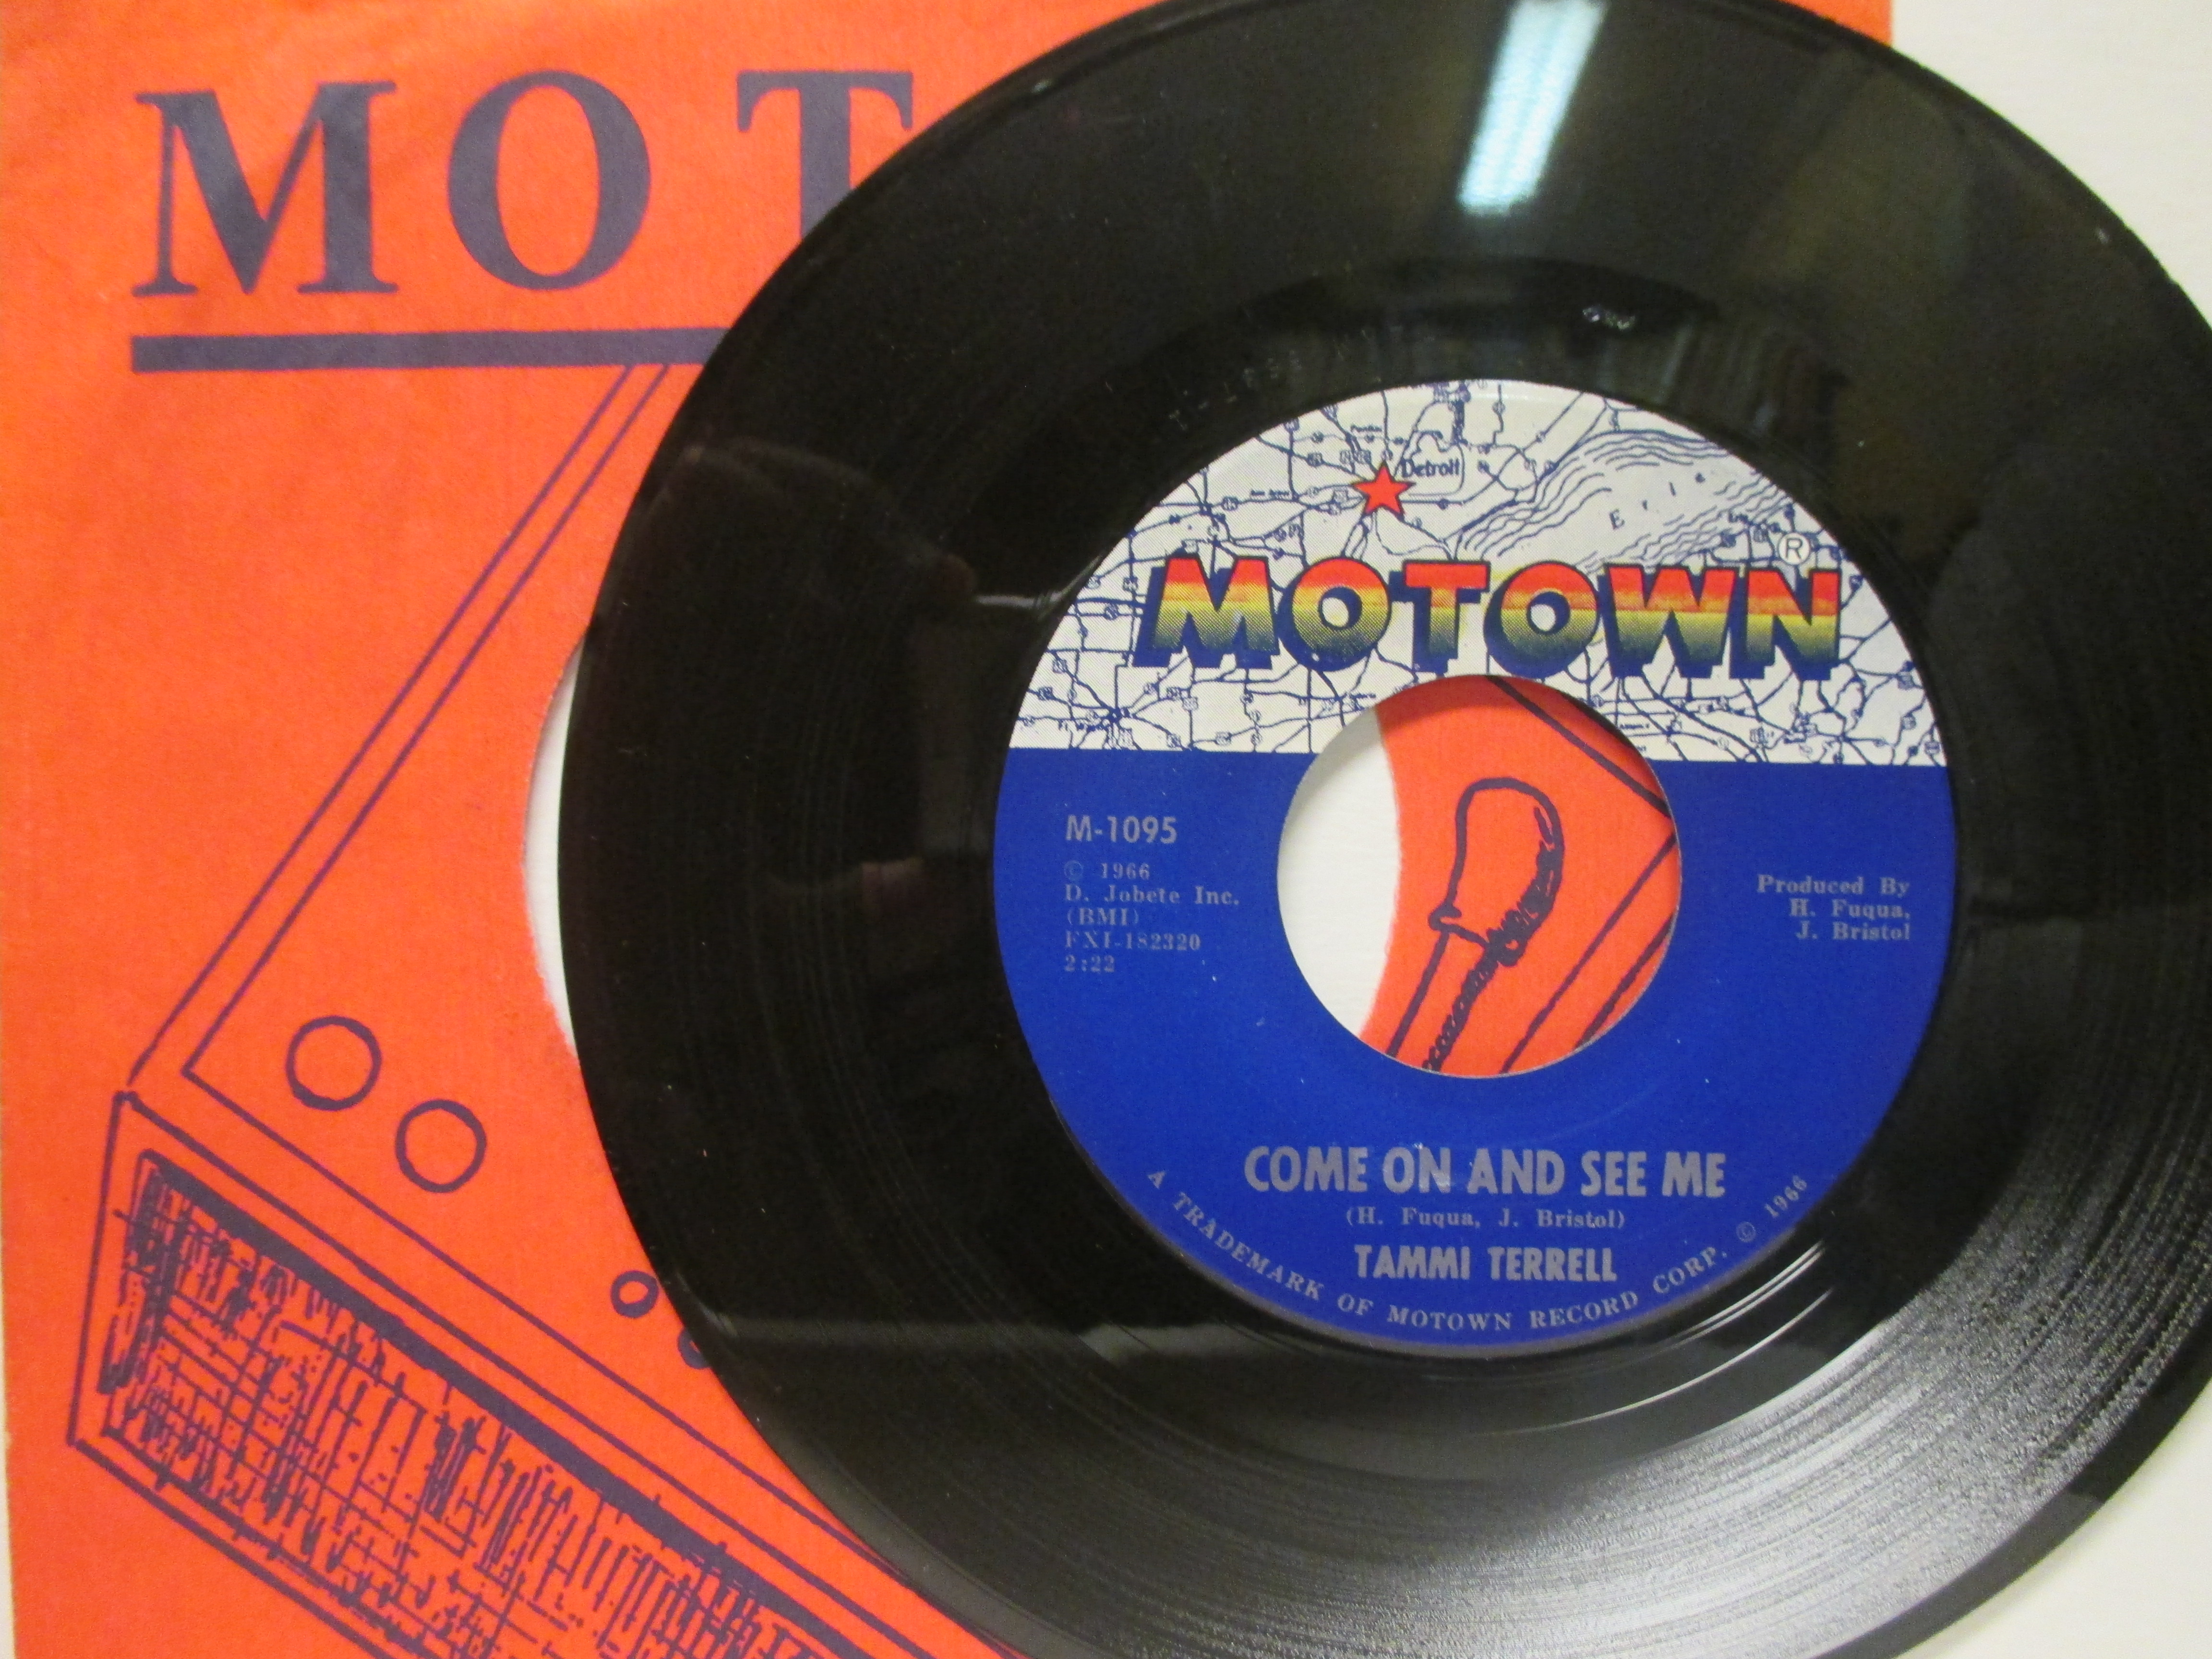 MOT
Detroit
Erie
MOTOWN®
M-1095
© 1966
D. Jobete Inc.
(BMI)
FXI-182320
2:22
Produced By
H. Fuqua,
J. Bristol
COME ON AND SEE ME
(H. Fuqua, J. Bristol)
TAMMI TERRELL
A TRADEMARK OF MOTOWN RECORD CORP. © 1966